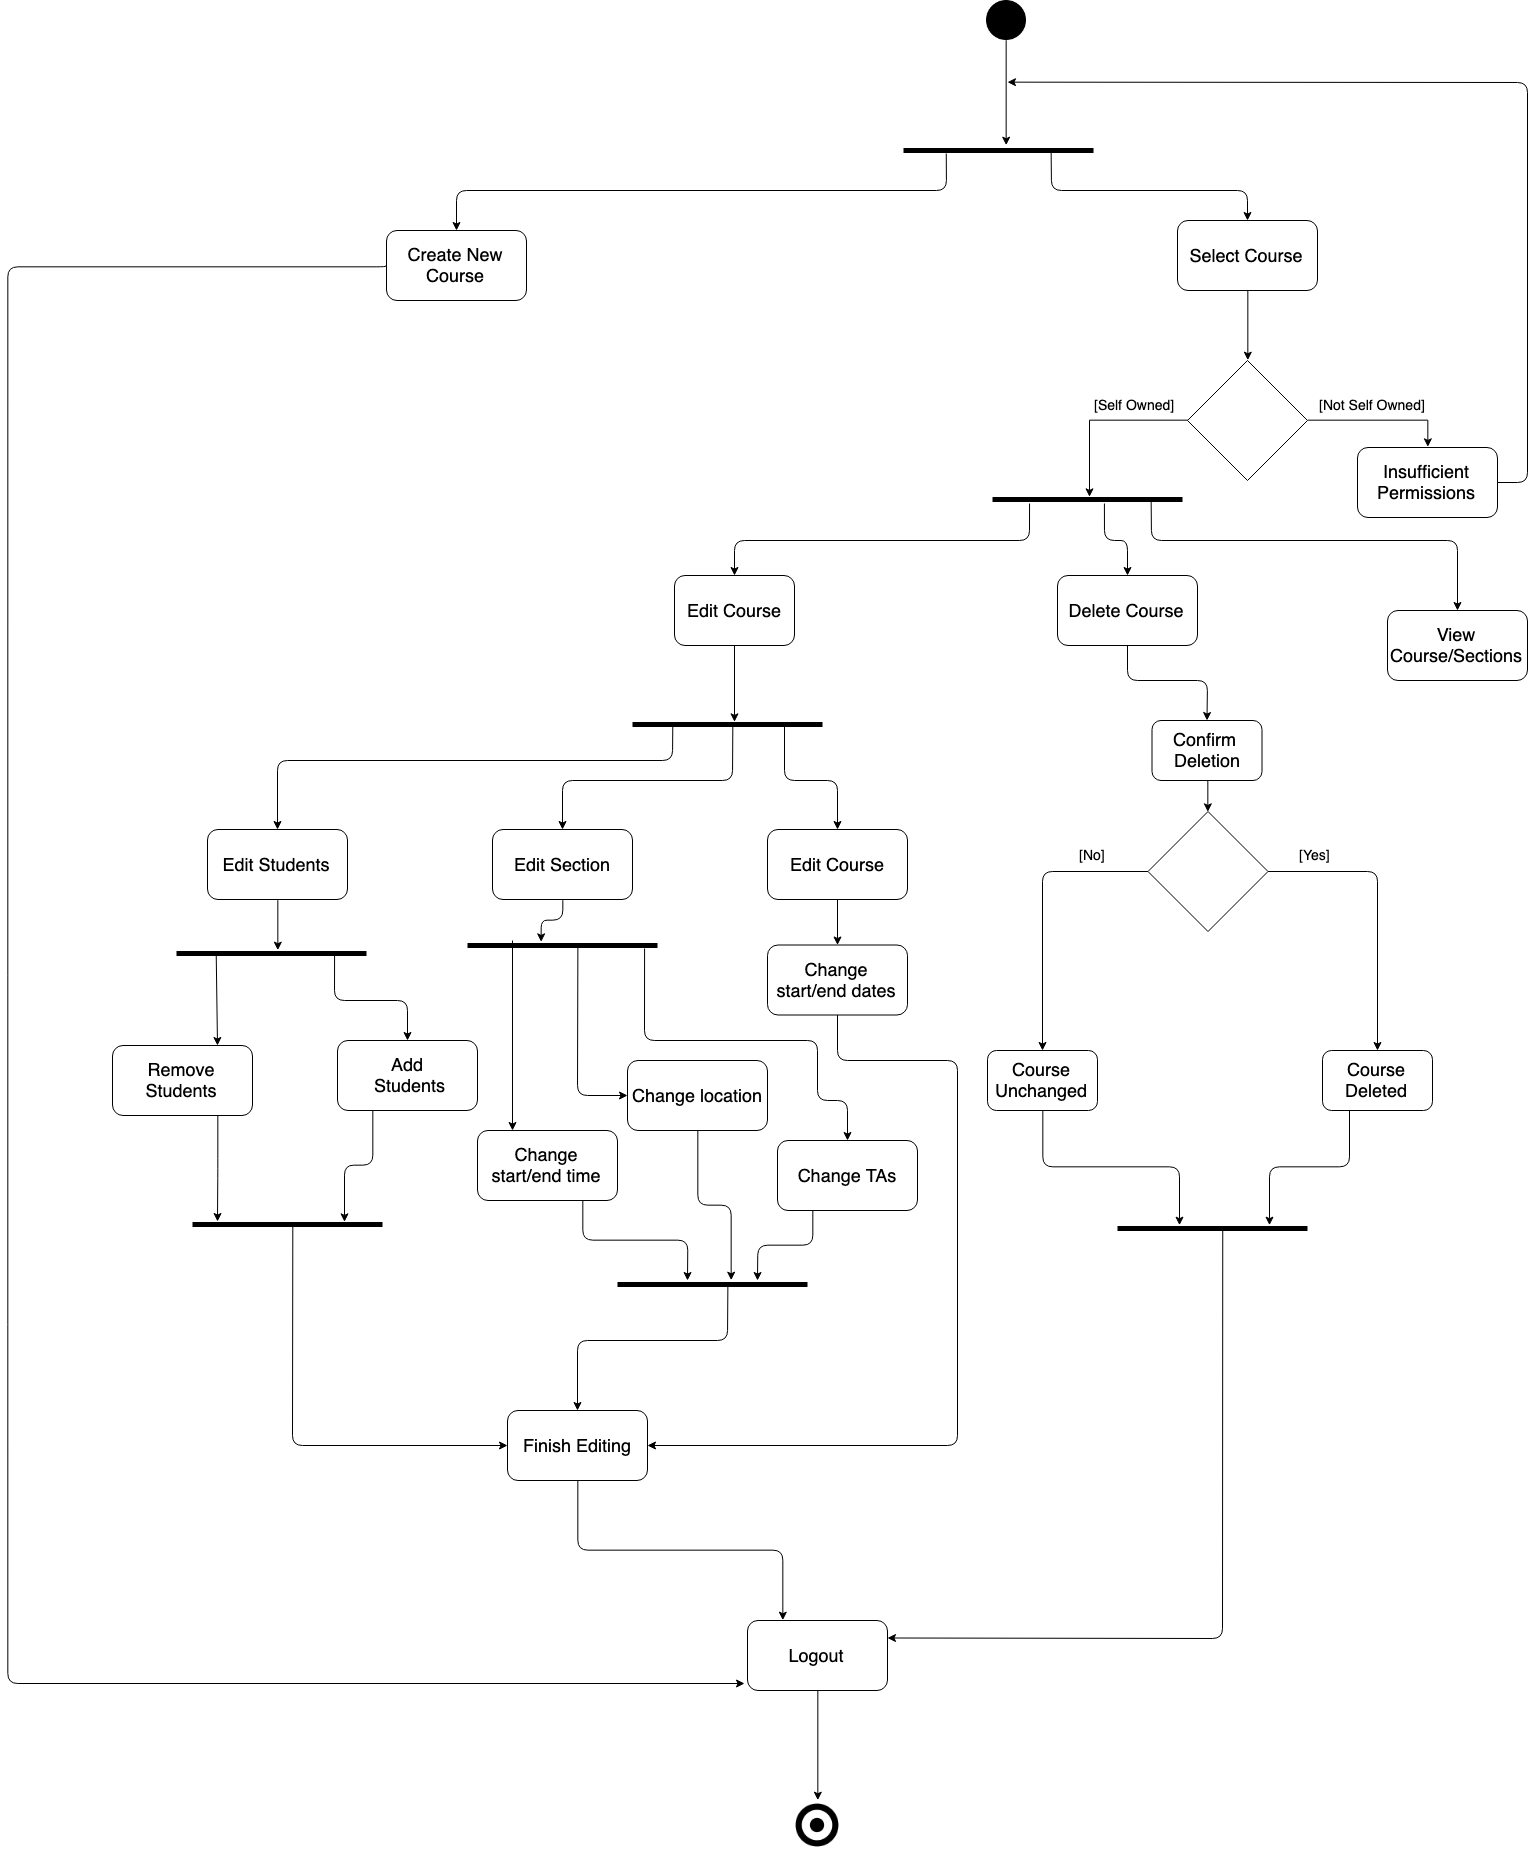 Create New
Course
Select Course
[Self Owned]
[Not Self Owned]
Insufficient
Permissions
Edit Course
Delete Course
View
Course/Sections
Confirm
Deletion
Edit Students
Edit Section
Edit Course
[No]
[Yes]
Change
start/end dates
Remove
Students
Add
Students
Change location
Course
Unchanged
Course
Deleted
Change
start/end time
Change TAs
Finish Editing
Logout